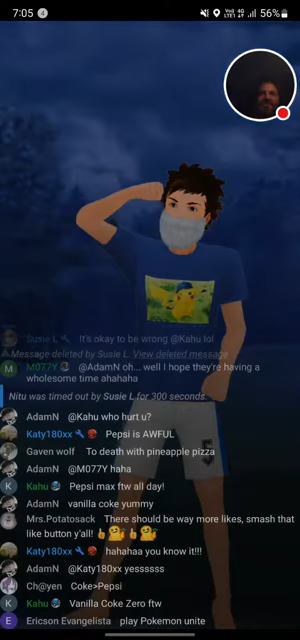 7:05
4
Vo))
LTE1
4G
56%
Susie L It's okay to be wrong @Kahu lol
Message deleted by Susie L. View deleted message
M M077Y @AdamN oh... well I hope they're having a
wholesome time ahahaha
Nitu was timed out by Susie L for 300 seconds.
AdamN @Kahu who hurt u?
Katy180xx Pepsi is AWFUL
Gaven wolf To death with pineapple pizza
AdamN @M077Y haha
K Kahu Pepsi max ftw all day!
AdamN vanilla coke yummy
Mrs.Potatosack There should be way more likes, smash that
like button y'all!
Katy180xx hahahaa you know it!!!
AdamN @Katy180xx yessssss
Ch@yen Coke>Pepsi
K Kahu Vanilla Coke Zero ftw
E Ericson Evangelista play Pokemon unite
5